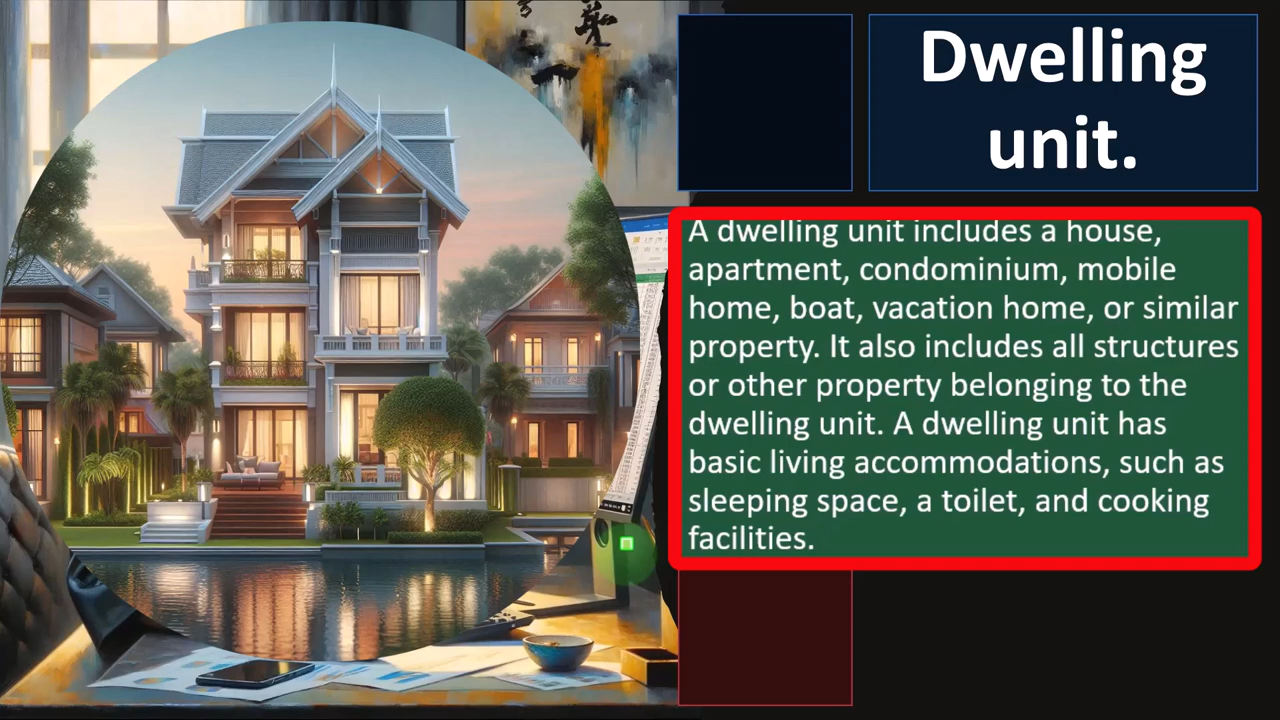 Dwelling
unit.
A dwelling unit includes a house,
apartment, condominium, mobile
home, boat, vacation home, or similar
property. It also includes all structures
or other property belonging to the
dwelling unit. A dwelling unit has
basic living accommodations, such as
sleeping space, a toilet, and cooking
facilities.